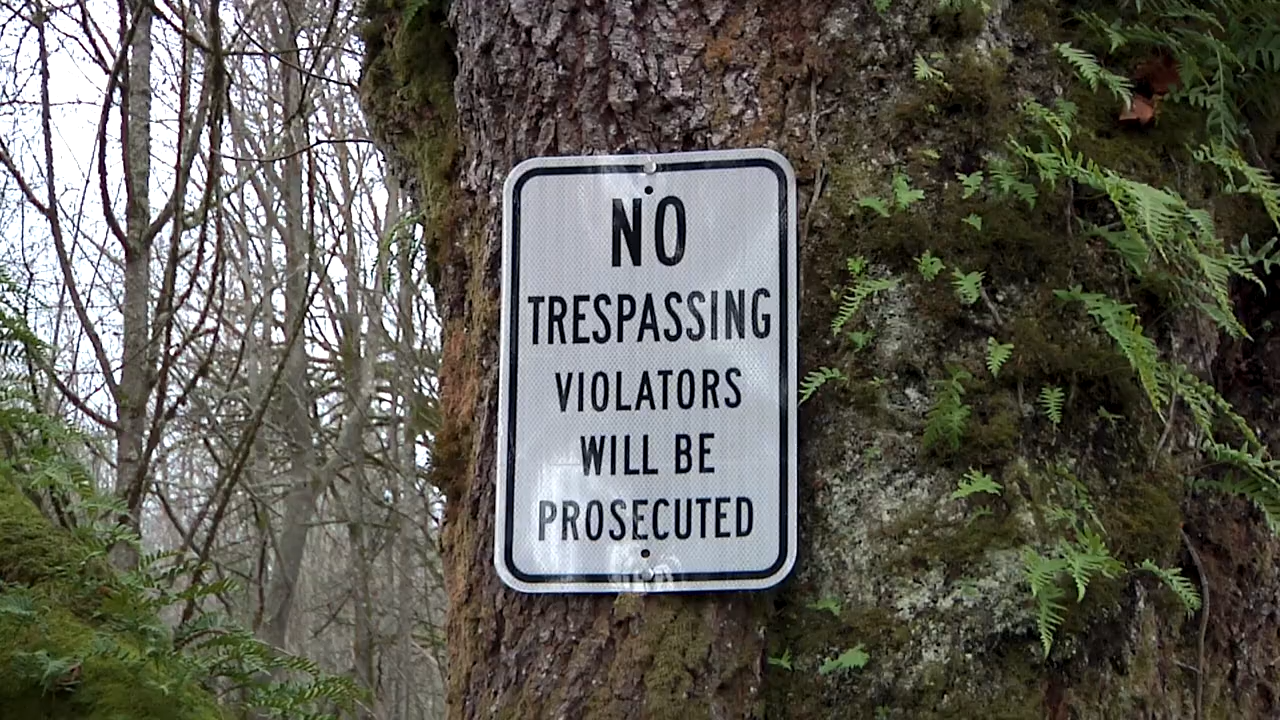 NO
TRESPASSING
VIOLATORS
WILL BE
PROSECUTED